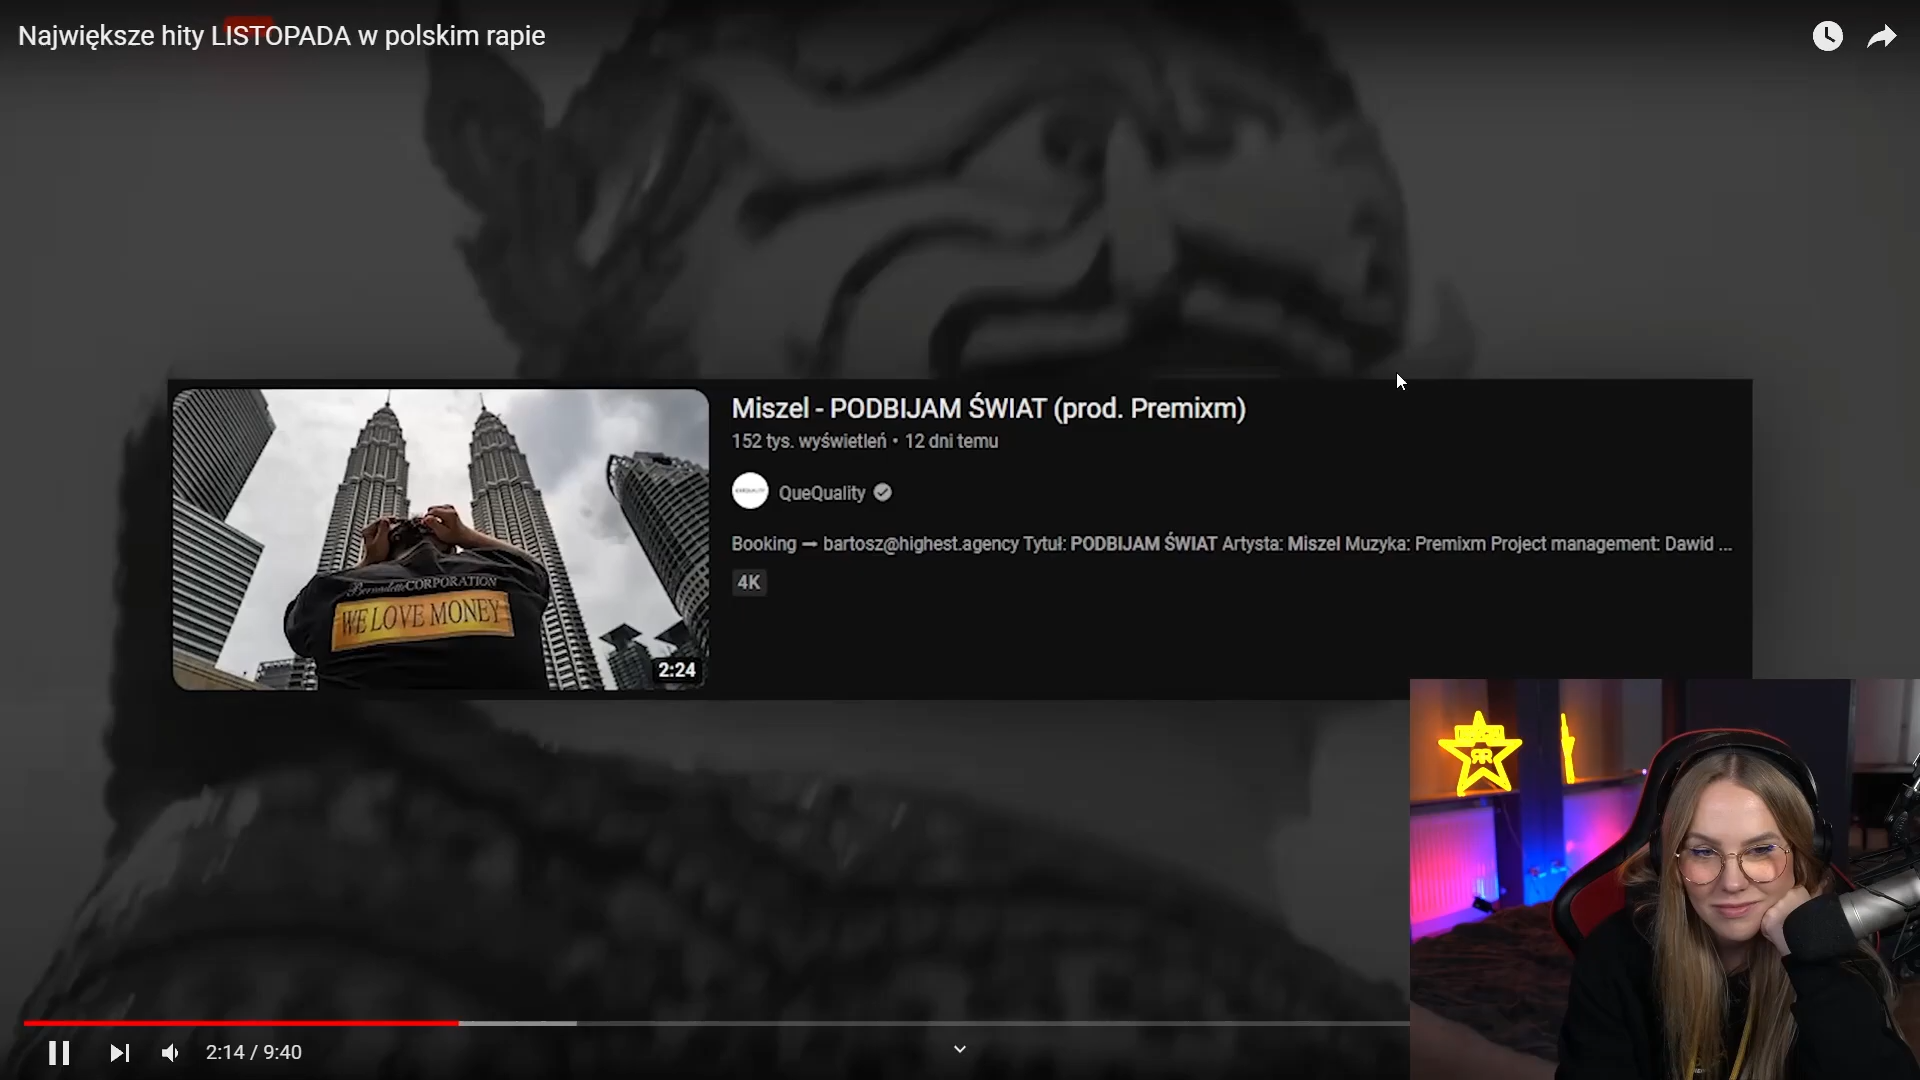 Największe hity LISTOPADA w polskim rapie
Miszel - PODBIJAM ŚWIAT (prod. Premixm)
152 tys. wyświetleń • 12 dni temu
QueQuality
Booking ➞ bartosz@highest.agency Tytuł: PODBIJAM ŚWIAT Artysta: Miszel Muzyka: Premixm Project management: Dawid ...
4K
Bernadette CORPORATION
WE LOVE MONEY
2:24
2:14 / 9:40